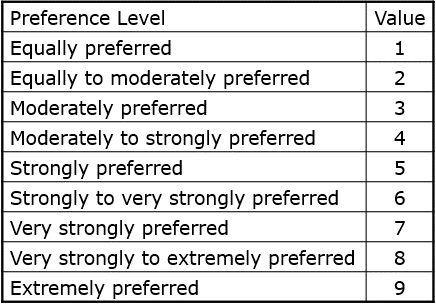 Preference Level Value
Equally preferred 1
Equally to moderately preferred 2
Moderately preferred 3
Moderately to strongly preferred 4
Strongly preferred 5
Strongly to very strongly preferred 6
Very strongly preferred 7
Very strongly to extremely preferred 8
Extremely preferred 9